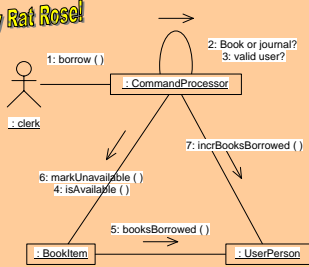 Rat Rose!
2: Book or journal?
3: valid user?
1: borrow ( )
: CommandProcessor
: clerk
7: incrBooksBorrowed ( )
6: markUnavailable ( )
4: isAvailable ( )
5: booksBorrowed ( )
: BookItem
: UserPerson